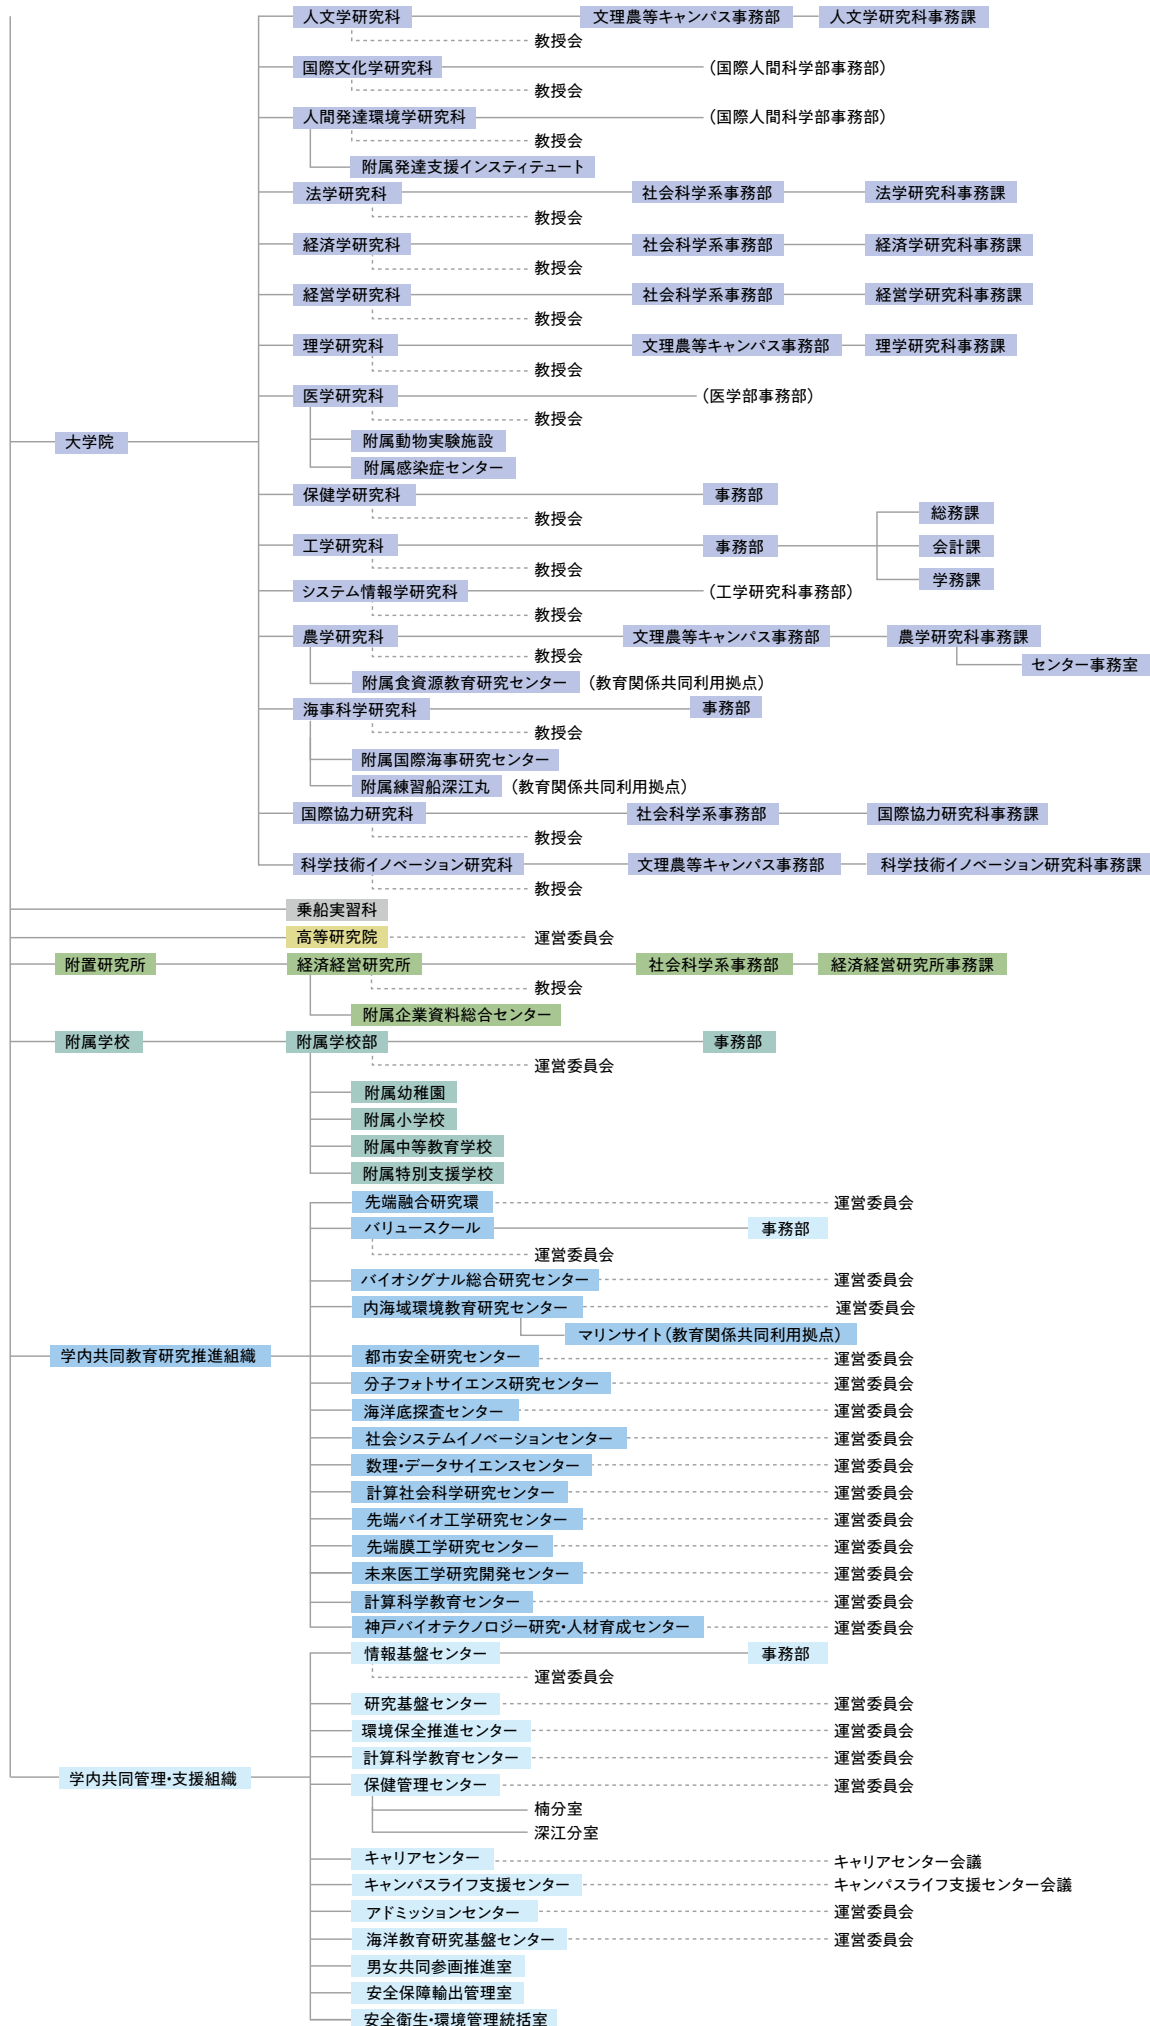 人文学研究科 文理農等キャンパス事務部 人文学研究科事務課
教授会
国際文化学研究科 （国際人間科学部事務部）
教授会
人間発達環境学研究科 （国際人間科学部事務部）
教授会
附属発達支援インスティテュート
法学研究科 社会科学系事務部 法学研究科事務課
教授会
経済学研究科 社会科学系事務部 経済学研究科事務課
教授会
経営学研究科 社会科学系事務部 経営学研究科事務課
教授会
理学研究科 文理農等キャンパス事務部 理学研究科事務課
教授会
医学研究科 （医学部事務部）
教授会
大学院 附属動物実験施設
附属感染症センター
保健学研究科 事務部
総務課
教授会
工学研究科 事務部 会計課
教授会
学務課
システム情報学研究科 （工学研究科事務部）
教授会
農学研究科 文理農等キャンパス事務部 農学研究科事務課
教授会
センター事務室
附属食資源教育研究センター （教育関係共同利用拠点）
海事科学研究科 事務部
教授会
附属国際海事研究センター
附属練習船深江丸 （教育関係共同利用拠点）
国際協力研究科 社会科学系事務部 国際協力研究科事務課
教授会
科学技術イノベーション研究科 文理農等キャンパス事務部 科学技術イノベーション研究科事務課
教授会
乗船実習科
高等研究院 運営委員会
附置研究所 経済経営研究所 社会科学系事務部 経済経営研究所事務課
教授会
附属企業資料総合センター
附属学校 附属学校部 事務部
運営委員会
附属幼稚園
附属小学校
附属中等教育学校
附属特別支援学校
先端融合研究環 運営委員会
バリュースクール 事務部
運営委員会
バイオシグナル総合研究センター 運営委員会
内海域環境教育研究センター 運営委員会
マリンサイト（教育関係共同利用拠点）
学内共同教育研究推進組織 都市安全研究センター 運営委員会
分子フォトサイエンス研究センター 運営委員会
海洋底探査センター 運営委員会
社会システムイノベーションセンター 運営委員会
数理・データサイエンスセンター 運営委員会
計算社会科学研究センター 運営委員会
先端バイオ工学研究センター 運営委員会
先端膜工学研究センター 運営委員会
未来医工学研究開発センター 運営委員会
計算科学教育センター 運営委員会
神戸バイオテクノロジー研究・人材育成センター 運営委員会
情報基盤センター 事務部
運営委員会
研究基盤センター 運営委員会
環境保全推進センター 運営委員会
計算科学教育センター 運営委員会
学内共同管理・支援組織 保健管理センター 運営委員会
楠分室
深江分室
キャリアセンター キャリアセンター会議
キャンパスライフ支援センター キャンパスライフ支援センター会議
アドミッションセンター 運営委員会
海洋教育研究基盤センター 運営委員会
男女共同参画推進室
安全保障輸出管理室
安全衛生・環境管理統括室